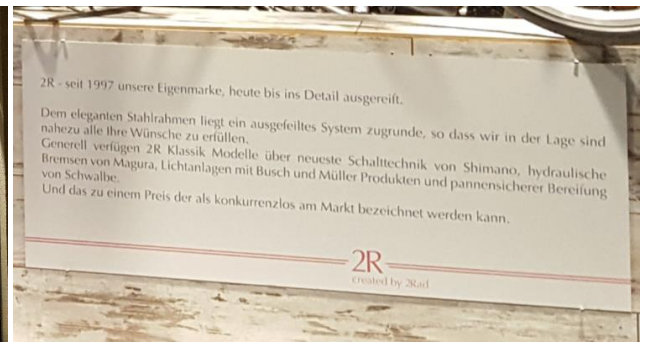 2R - seit 1997 unsere Eigenmarke, heute bis ins Detail ausgereift.
Dem eleganten Stahlrahmen liegt ein ausgefeiltes System zugrunde, so dass wir in der Lage sind
nahezu alle Ihre Wünsche zu erfüllen.
Generell verfügen 2R Klassik Modelle über neueste Schalttechnik von Shimano, hydraulische
Bremsen von Magura, Lichtanlagen mit Busch und Müller Produkten und pannensicherer Bereifung
von Schwalbe.
Und das zu einem Preis der als konkurrenzlos am Markt bezeichnet werden kann.
2R
created by 2Rad